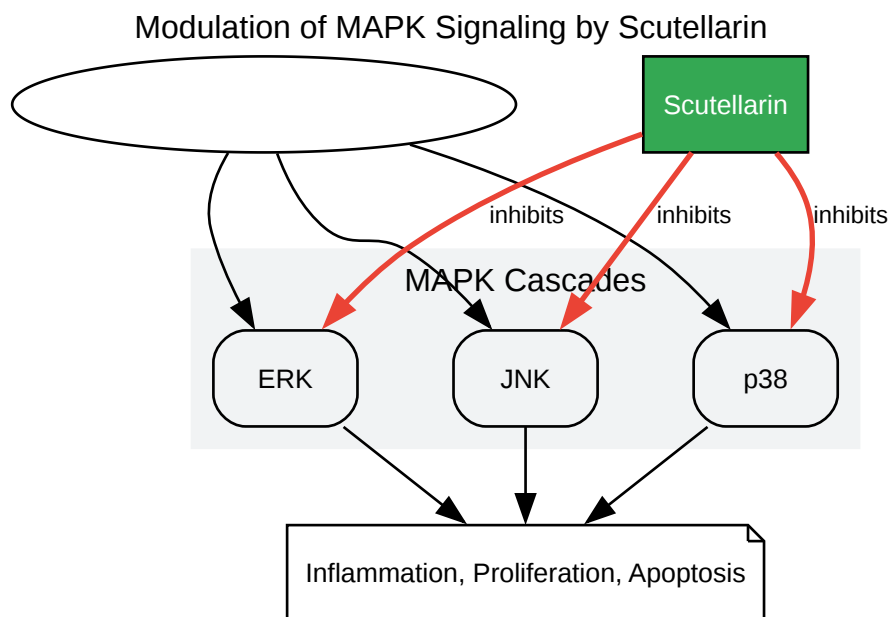 Modulation of MAPK Signaling by Scutellarin
Scutellarin
inhibits
inhibits
inhibits
MAPK Cascades
ERK
JNK
p38
Inflammation, Proliferation, Apoptosis